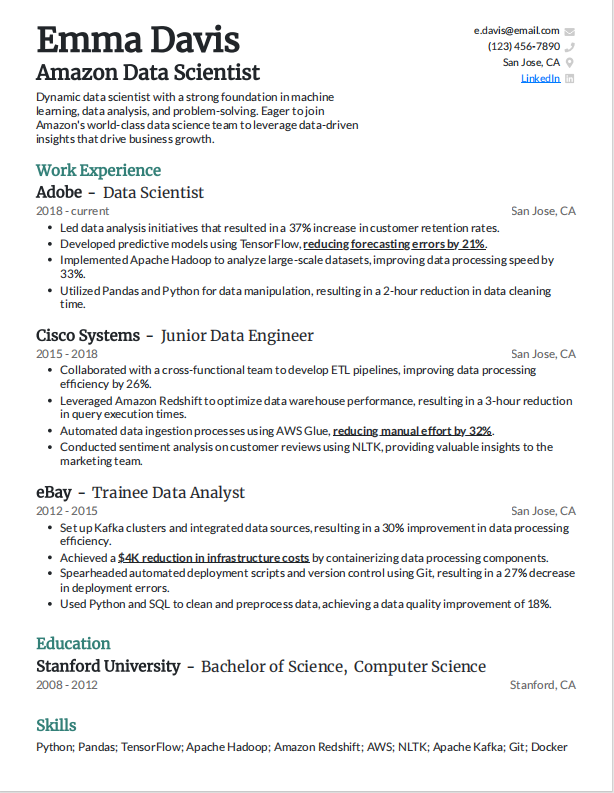 Emma Davis
Amazon Data Scientist
e.davis@email.com
(123) 456-7890
San Jose, CA
LinkedIn
Dynamic data scientist with a strong foundation in machine
learning, data analysis, and problem-solving. Eager to join
Amazon's world-class data science team to leverage data-driven
insights that drive business growth.
Work Experience
Adobe - Data Scientist
2018 - current San Jose, CA
• Led data analysis initiatives that resulted in a 37% increase in customer retention rates.
• Developed predictive models using TensorFlow, reducing forecasting errors by 21%.
• Implemented Apache Hadoop to analyze large-scale datasets, improving data processing speed by
33%.
• Utilized Pandas and Python for data manipulation, resulting in a 2-hour reduction in data cleaning
time.
Cisco Systems - Junior Data Engineer
2015 - 2018 San Jose, CA
• Collaborated with a cross-functional team to develop ETL pipelines, improving data processing
efficiency by 26%.
• Leveraged Amazon Redshift to optimize data warehouse performance, resulting in a 3-hour reduction
in query execution times.
• Automated data ingestion processes using AWS Glue, reducing manual effort by 32%.
• Conducted sentiment analysis on customer reviews using NLTK, providing valuable insights to the
marketing team.
eBay - Trainee Data Analyst
2012 - 2015 San Jose, CA
• Set up Kafka clusters and integrated data sources, resulting in a 30% improvement in data processing
efficiency.
• Achieved a $4K reduction in infrastructure costs by containerizing data processing components.
• Spearheaded automated deployment scripts and version control using Git, resulting in a 27% decrease
in deployment errors.
• Used Python and SQL to clean and preprocess data, achieving a data quality improvement of 18%.
Education
Stanford University - Bachelor of Science, Computer Science
2008 - 2012 Stanford, CA
Skills
Python; Pandas; TensorFlow; Apache Hadoop; Amazon Redshift; AWS; NLTK; Apache Kafka; Git; Docker